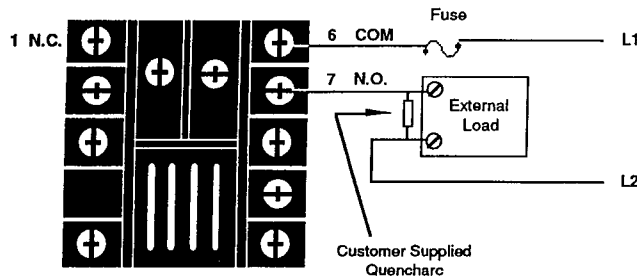 Fuse
1 N.C.
6 COM
L1
7 N.O.
External
Load
L2
Customer Supplied
Quencharc